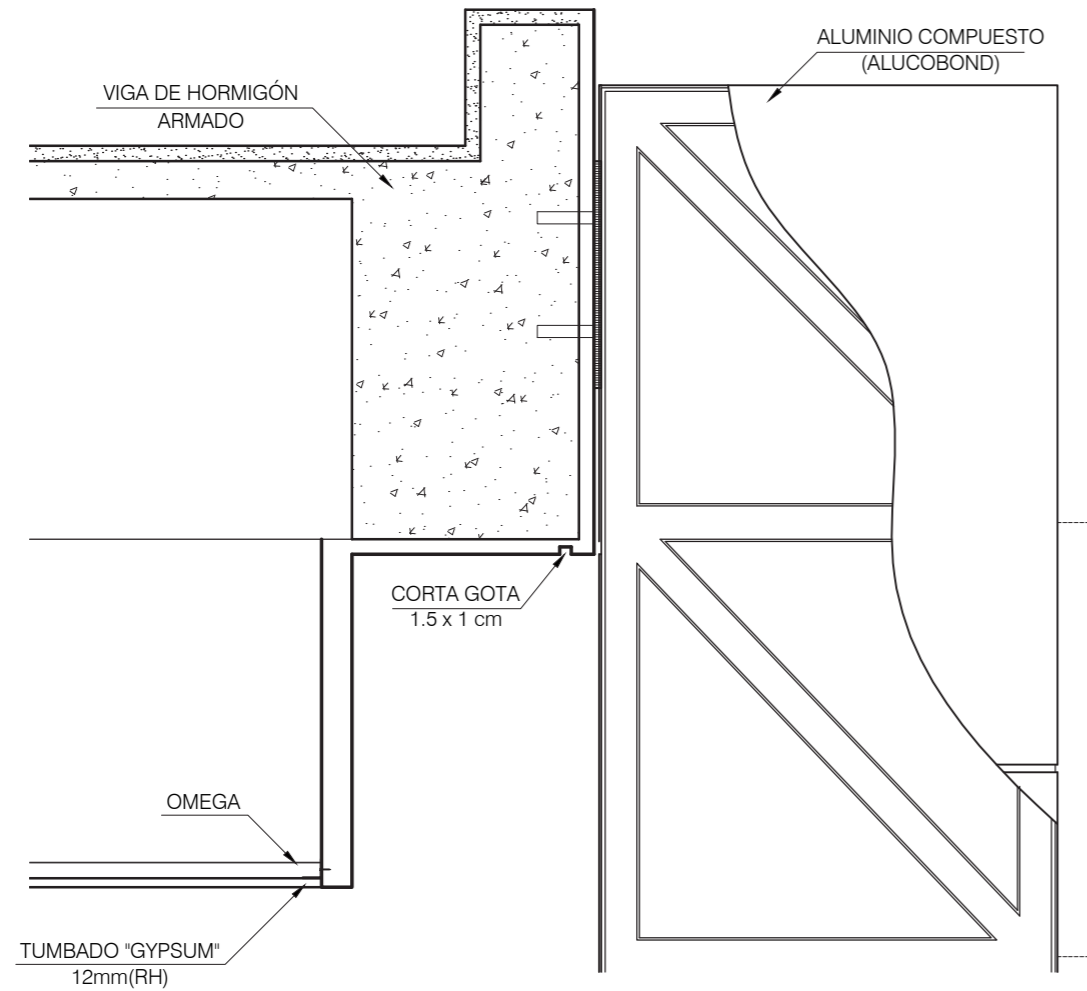 ALUMINIO COMPUESTO
(ALUCOBOND)
VIGA DE HORMIGÓN
ARMADO
CORTA GOTA
1.5 x 1 cm
OMEGA
TUMBADO "GYPSUM"
12mm(RH)